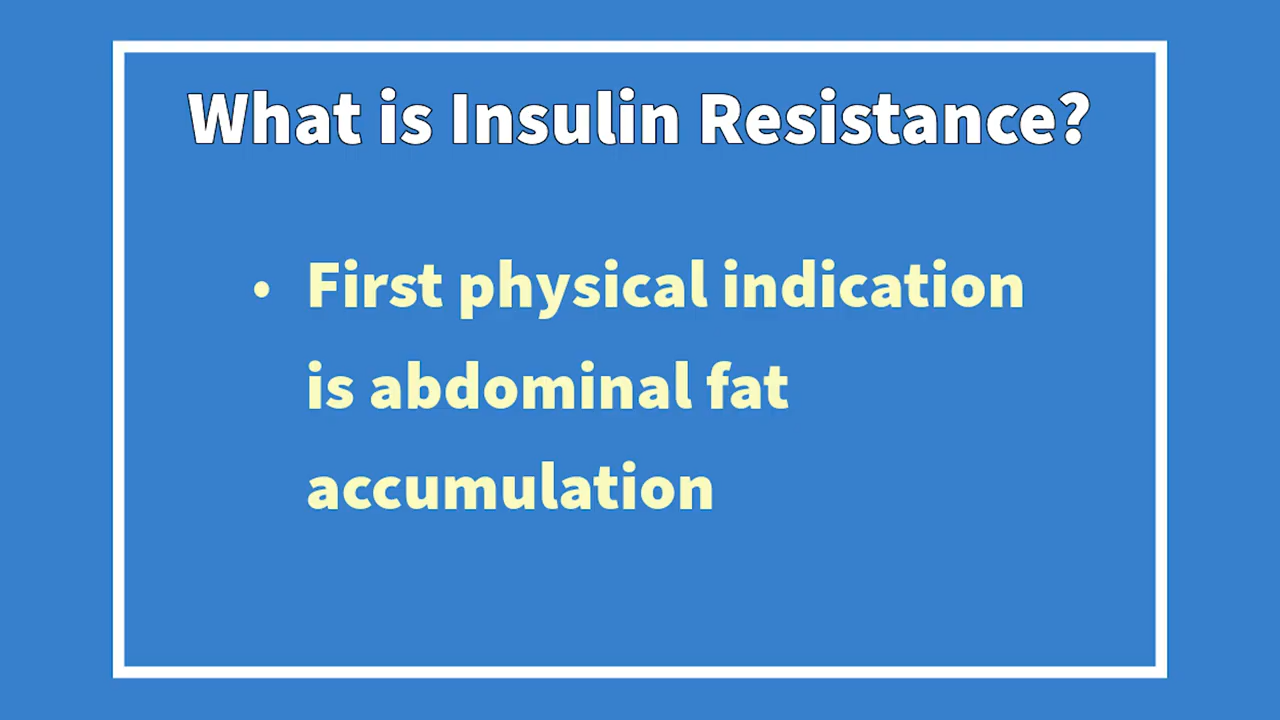 What is Insulin Resistance?
• First physical indication
is abdominal fat
accumulation